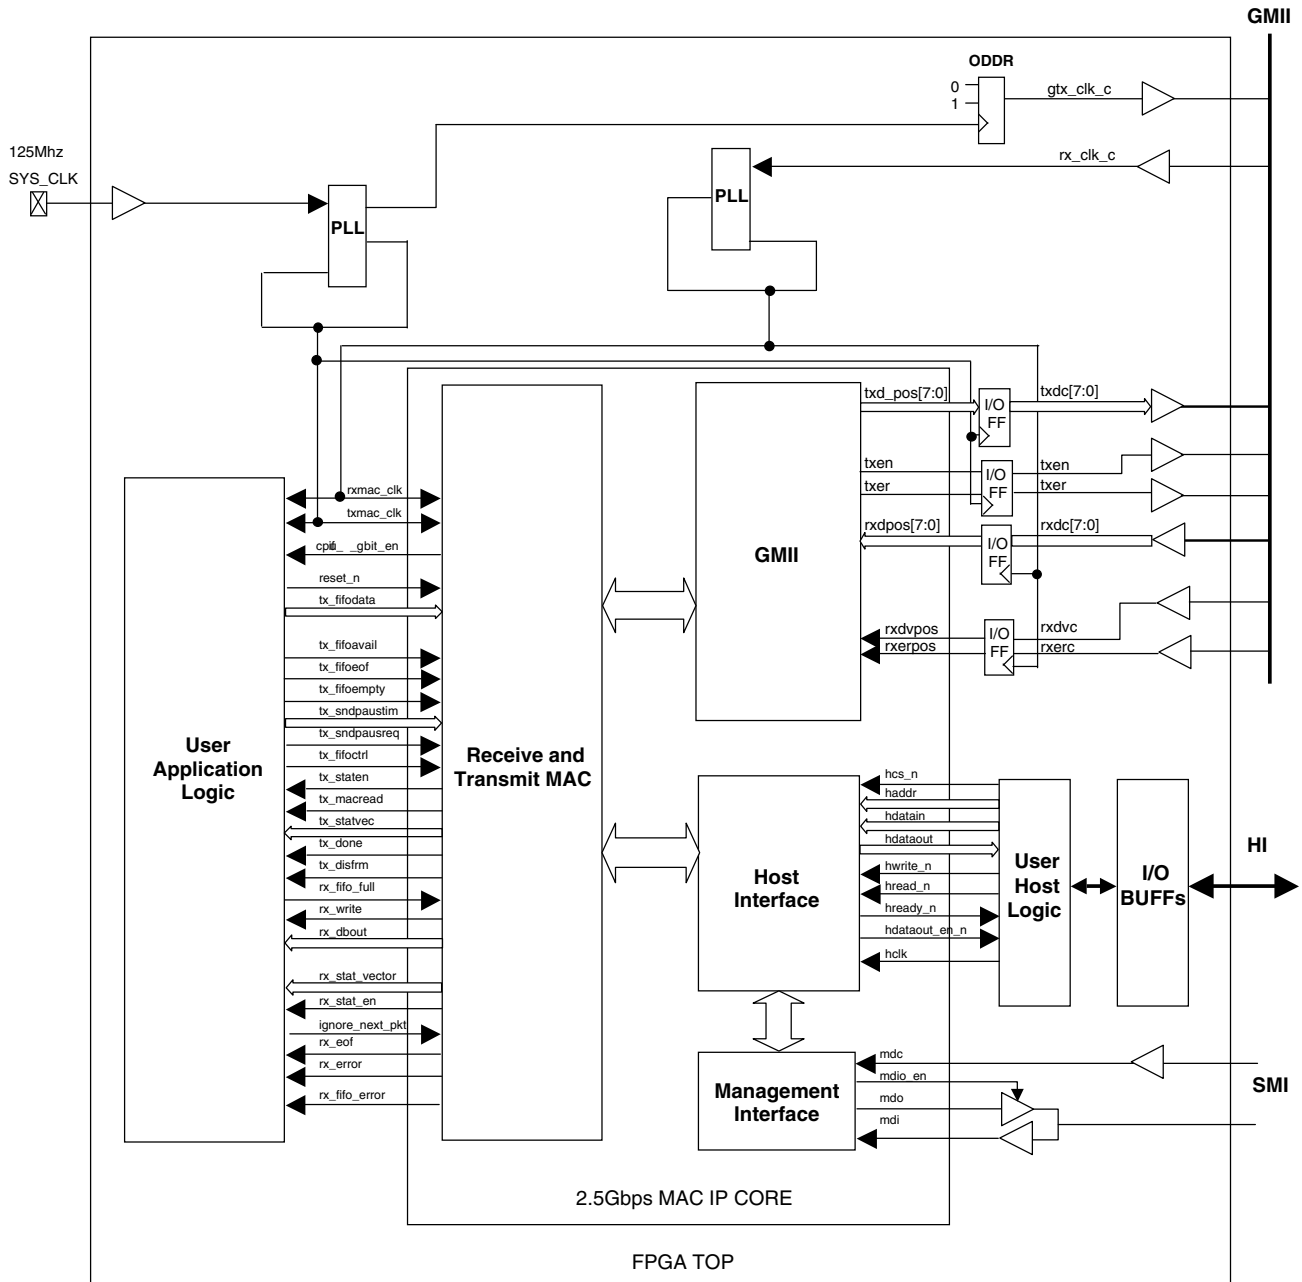 GMII
ODDR
0
1
gtx_clk_c
125Mhz
SYS_CLK
rx_clk_c
PLL
PLL
txd_pos[7:0]
I/O
FF
txdc[7:0]
txen
txer
I/O
FF
txen
txer
rxdpos[7:0]
I/O
FF
rxdc[7:0]
GMII
rxdvpos
rxerpos
I/O
FF
rxdvc
rxerc
rxmac_clk
txmac_clk
_gbit_en
reset_n
tx_fifodata
tx_fifoavail
tx_fifoeof
tx_fifoempty
tx_sndpaustim
tx_sndpausreq
tx_fifoctrl
tx_staten
tx_macread
tx_statvec
tx_done
tx_disfrm
rx_fifo_full
rx_write
rx_dbout
rx_stat_vector
rx_stat_en
ignore_next_pkt
rx_eof
rx_error
rx_fifo_error
User
Application
Logic
Receive and
Transmit MAC
Host
Interface
hcs_n
haddr
hdatain
hdataout
hwrite_n
hread_n
hready_n
hdataout_en_n
hclk
User
Host
Logic
I/O
BUFFs
HI
Management
Interface
mdc
mdio_en
mdo
mdi
SMI
2.5Gbps MAC IP CORE
FPGA TOP